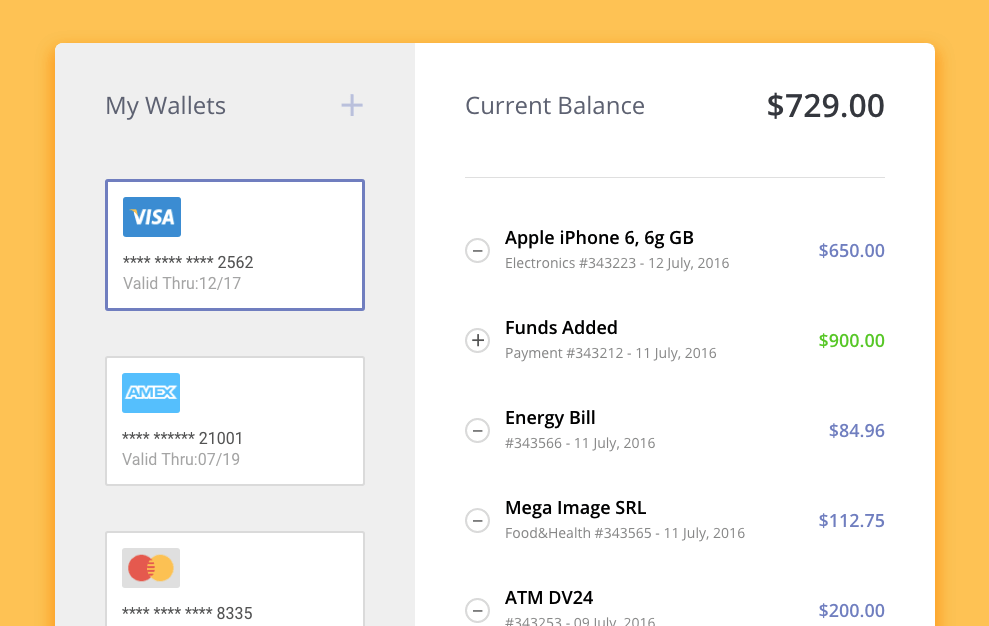 My Wallets
+
VISA
**** **** **** 2562
Valid Thru:12/17
AMEX
**** ****** 21001
Valid Thru:07/19
**** **** **** 8335
Current Balance
$729.00
Apple iPhone 6, 6g GB
Electronics #343223 - 12 July, 2016
$650.00
Funds Added
Payment #343212 - 11 July, 2016
$900.00
Energy Bill
#343566 - 11 July, 2016
$84.96
Mega Image SRL
Food&Health #343565 - 11 July, 2016
$112.75
ATM DV24
#343253 - 09 July, 2016
$200.00